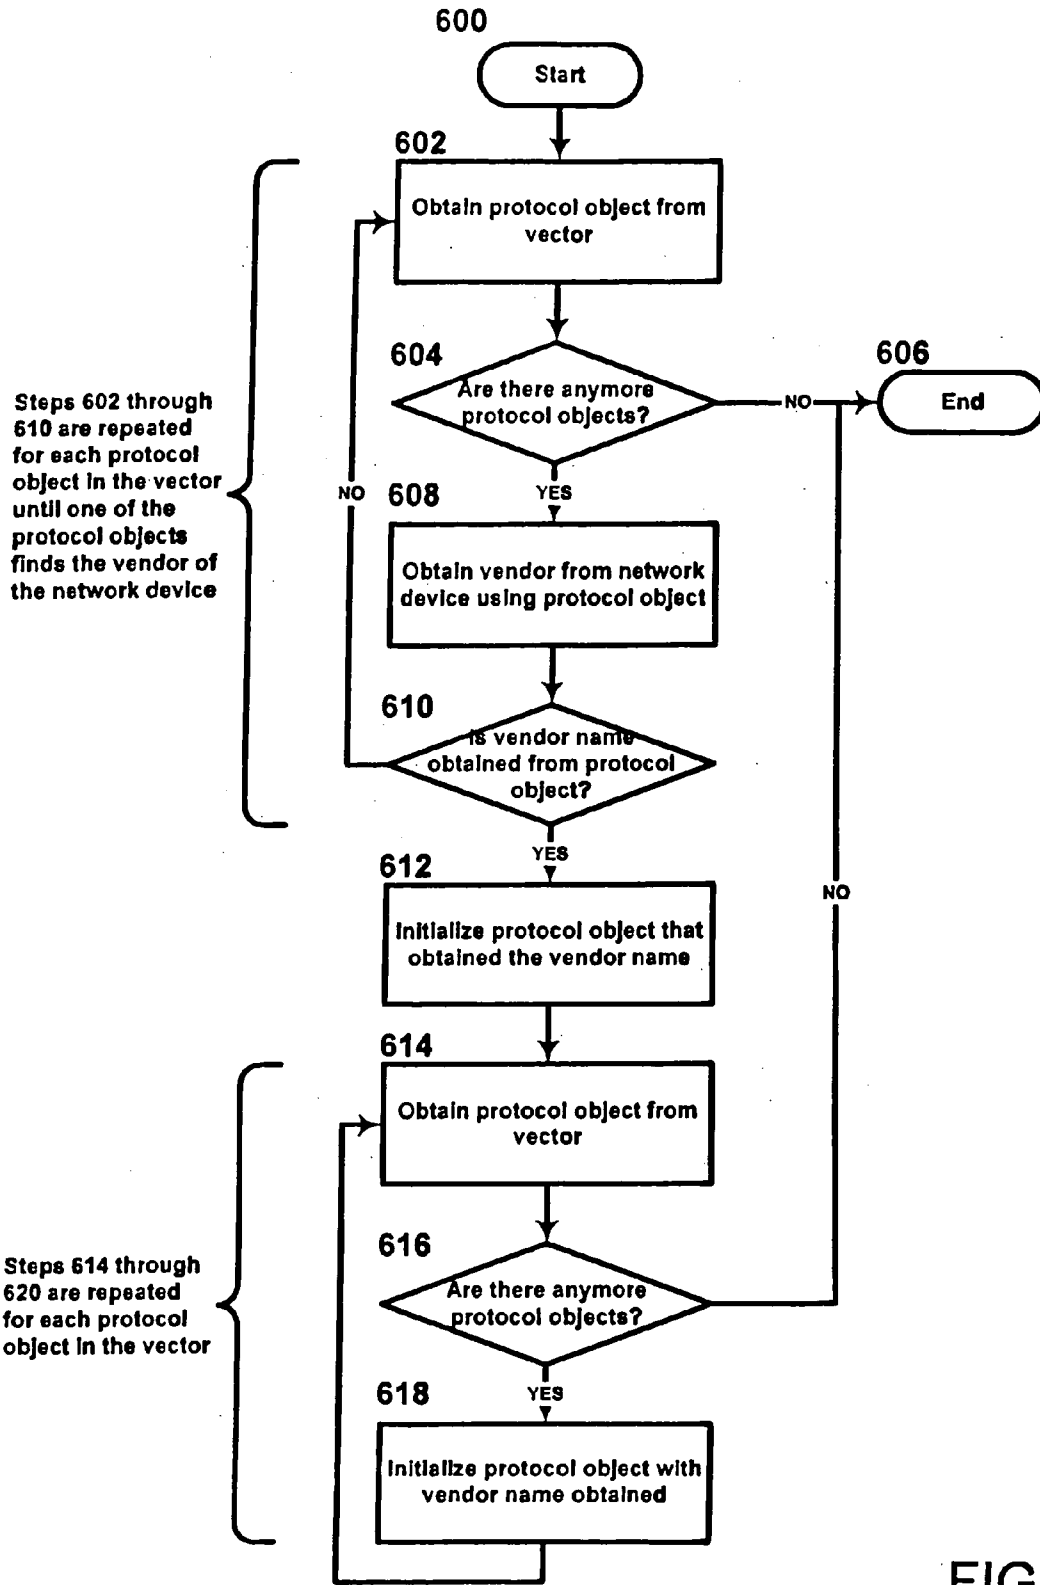 600
Start
602
Obtain protocol object from
vector
604
Are there anymore
protocol objects?
NO
606
End
Steps 602 through
610 are repeated
for each protocol
object in the vector
until one of the
protocol objects
finds the vendor of
the network device
NO
YES
608
Obtain vendor from network
device using protocol object
610
Is vendor name
obtained from protocol
object?
YES
612
Initialize protocol object that
obtained the vendor name
NO
614
Obtain protocol object from
vector
616
Are there anymore
protocol objects?
Steps 614 through
620 are repeated
for each protocol
object in the vector
YES
618
Initialize protocol object with
vendor name obtained
FIG